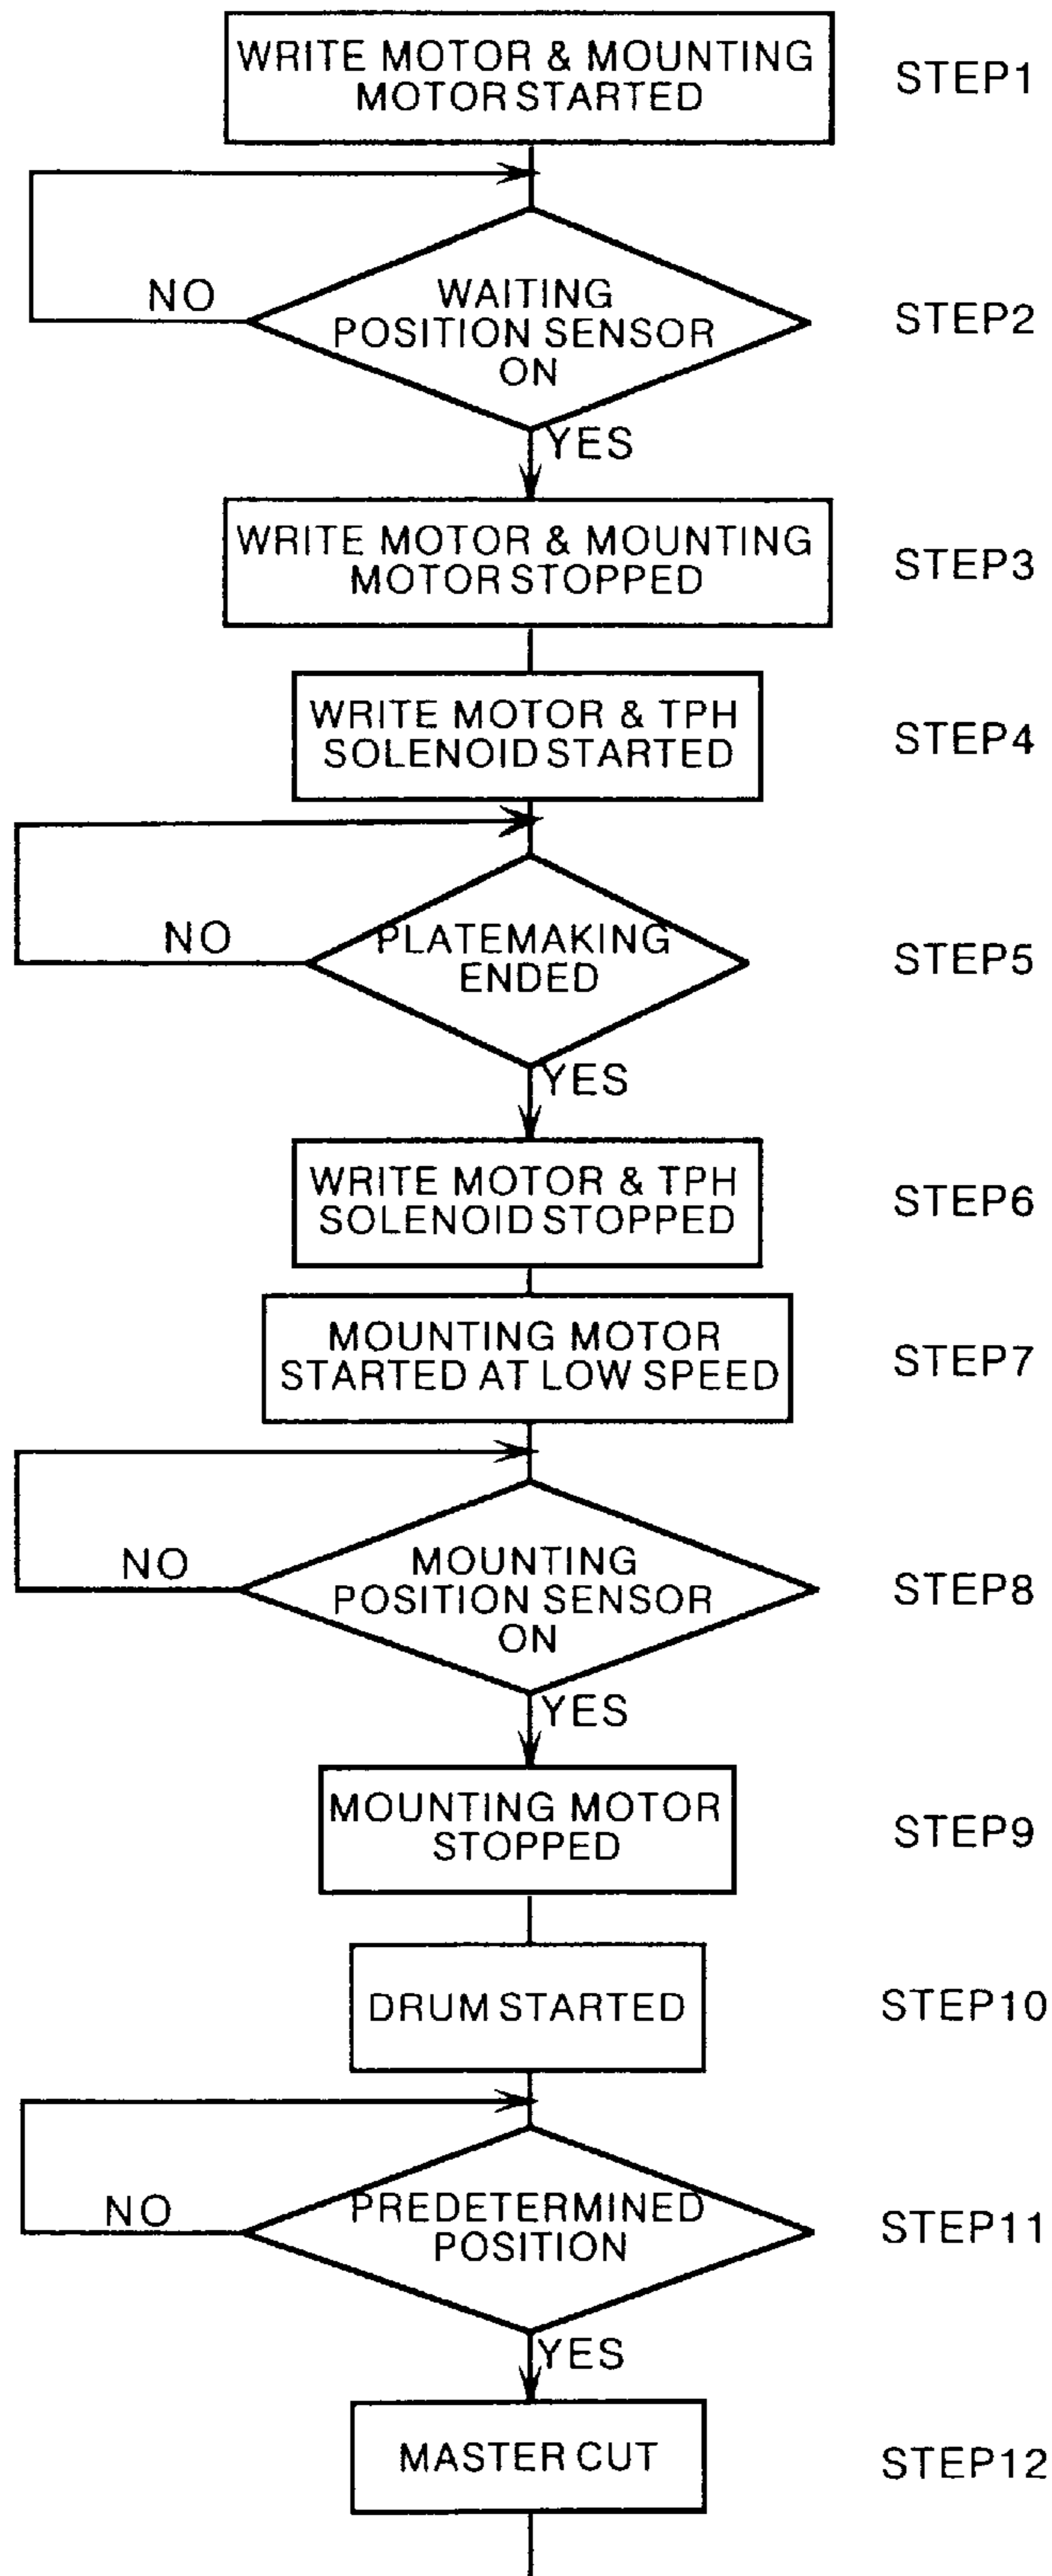 WRITE MOTOR & MOUNTING
MOTOR STARTED
STEP1
NO
WAITING
POSITION SENSOR
ON
STEP2
YES
WRITE MOTOR & MOUNTING
MOTOR STOPPED
STEP3
WRITE MOTOR & TPH
SOLENOID STARTED
STEP4
NO
PLATEMAKING
ENDED
STEP5
YES
WRITE MOTOR & TPH
SOLENOID STOPPED
STEP6
MOUNTING MOTOR
STARTED AT LOW SPEED
STEP7
NO
MOUNTING
POSITION SENSOR
ON
STEP8
YES
MOUNTING MOTOR
STOPPED
STEP9
DRUM STARTED
STEP10
NO
PREDETERMINED
POSITION
STEP11
YES
MASTER CUT
STEP12